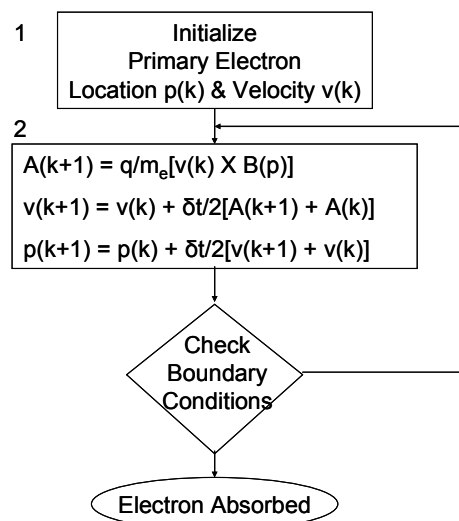 1
Initialize
Primary Electron
Location p(k) & Velocity v(k)
2
A(k+1) = q/mₑ[v(k) X B(p)]
v(k+1) = v(k) + δt/2[A(k+1) + A(k)]
p(k+1) = p(k) + δt/2[v(k+1) + v(k)]
Check
Boundary
Conditions
Electron Absorbed